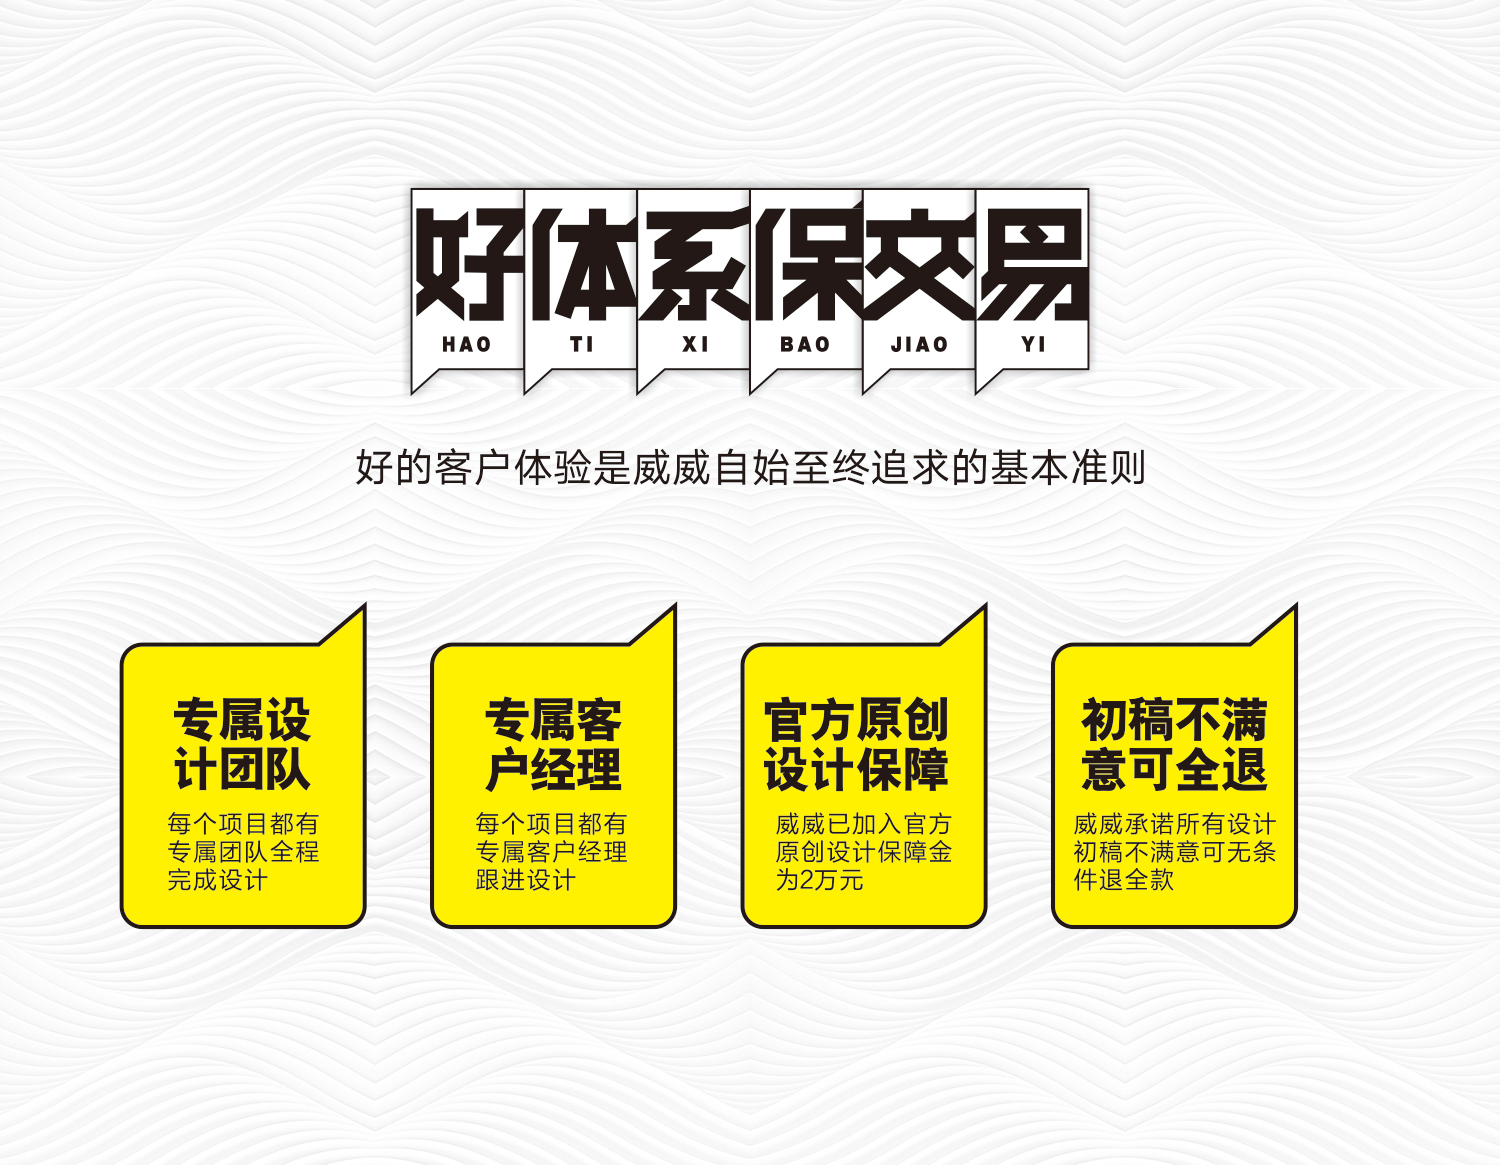 好体系保交易
HAO TI XI BAO JIAO YI
好的客户体验是威威自始至终追求的基本准则
专属设
计团队
每个项目都有
专属团队全程
完成设计
专属客
户经理
每个项目都有
专属客户经理
跟进设计
官方原创
设计保障
威威已加入官方
原创设计保障金
为2万元
初稿不满
意可全退
威威承诺所有设计
初稿不满意可无条
件退全款